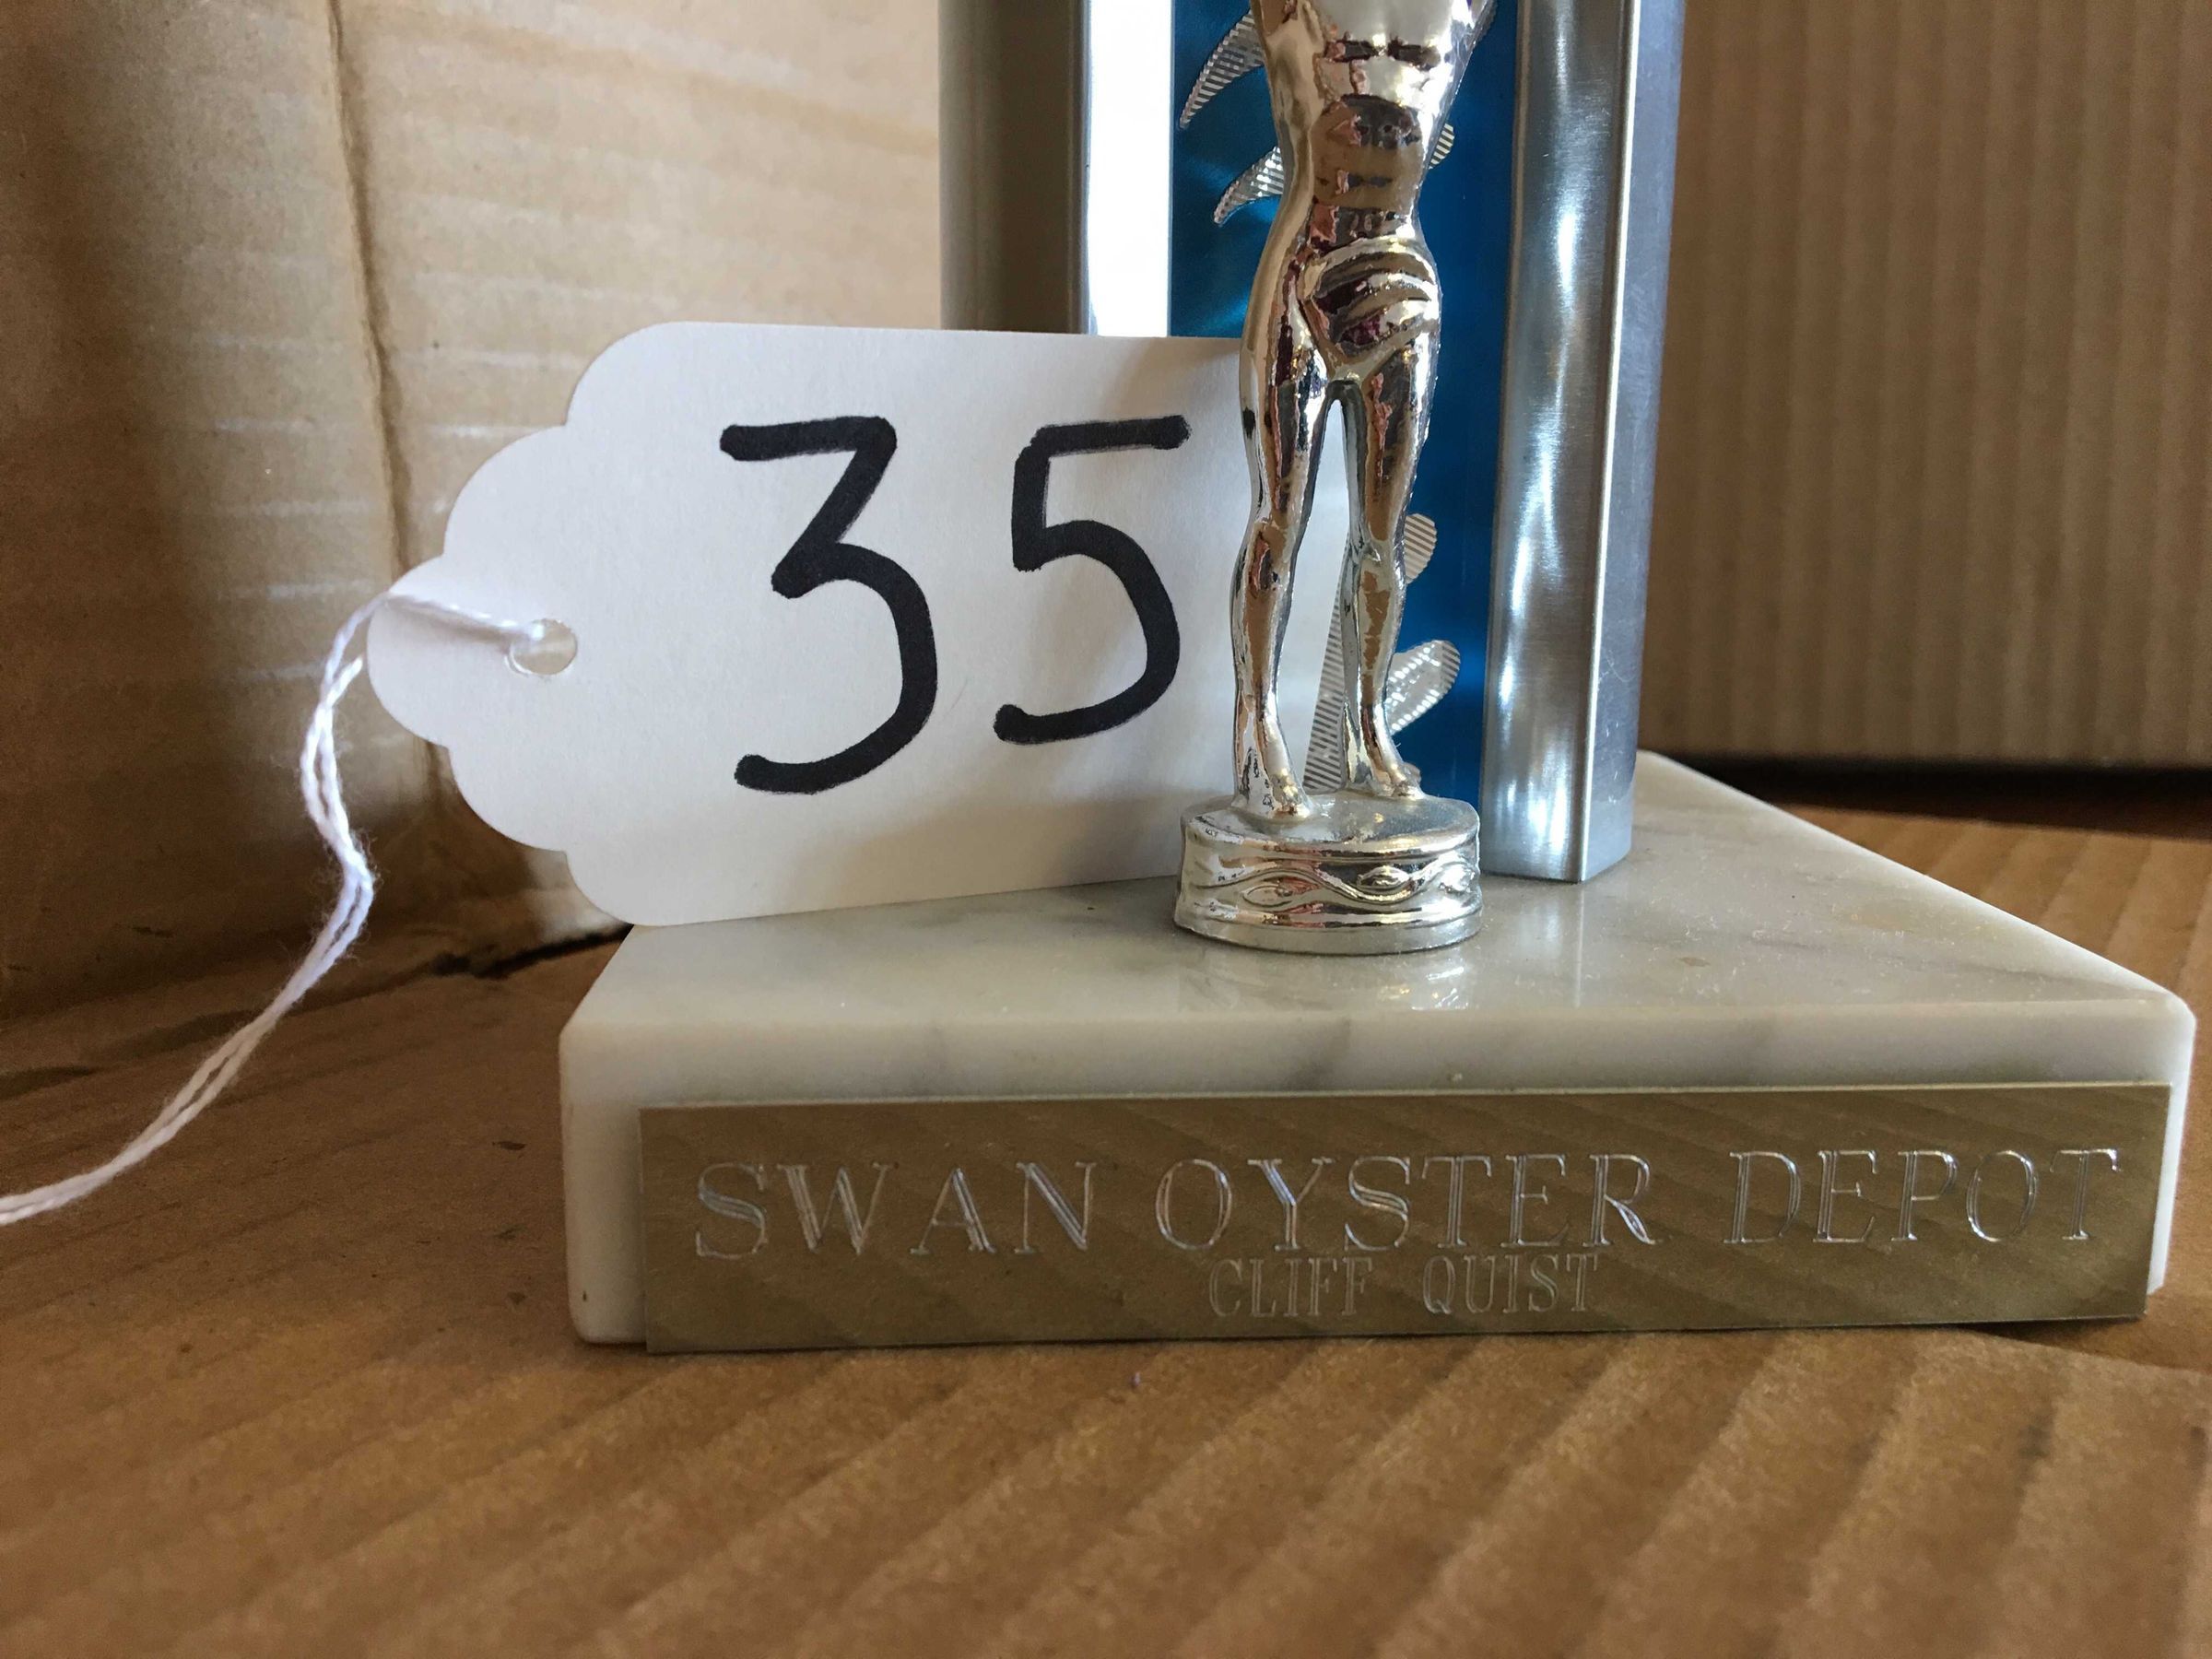 35
SWAN OYSTER DEPOT
CLIFF QUIST